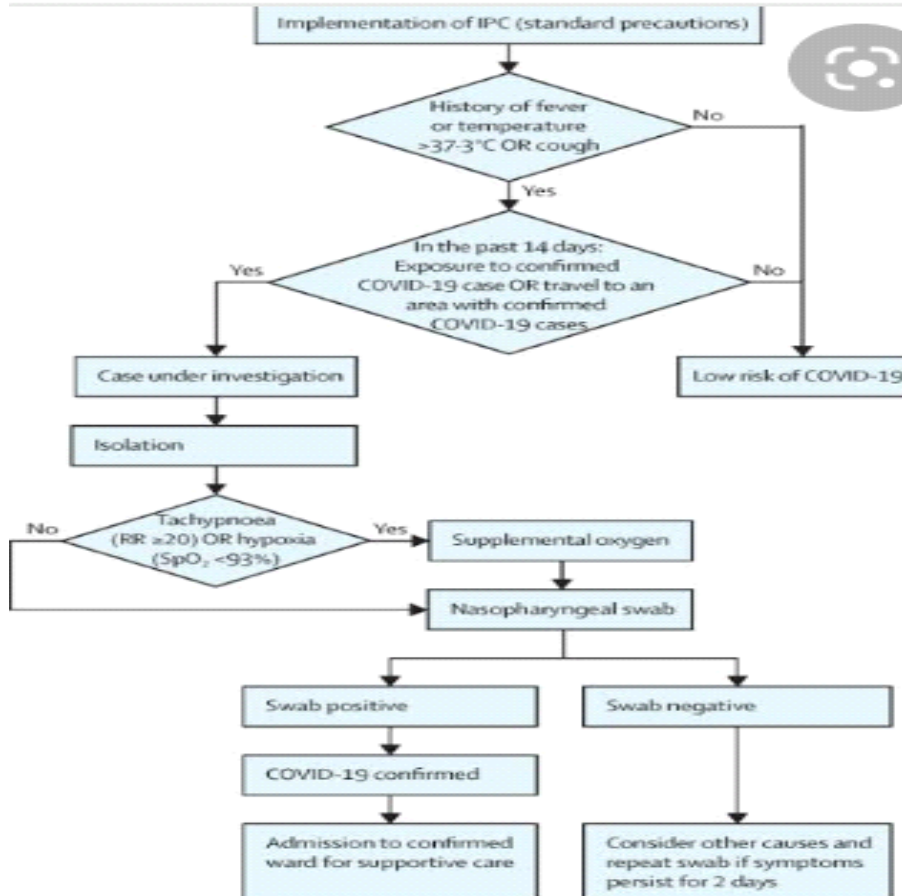 Implementation of IPC (standard precautions)
History of fever
or temperature
>37·3°C OR cough
No
Yes
In the past 14 days:
Exposure to confirmed
COVID-19 case OR travel to an
area with confirmed
COVID-19 cases
Yes
No
Case under investigation
Low risk of COVID-19
Isolation
Tachypnoea
(RR ≥20) OR hypoxia
(SpO₂ <93%)
No
Yes
Supplemental oxygen
Nasopharyngeal swab
Swab positive
Swab negative
COVID-19 confirmed
Admission to confirmed
ward for supportive care
Consider other causes and
repeat swab if symptoms
persist for 2 days